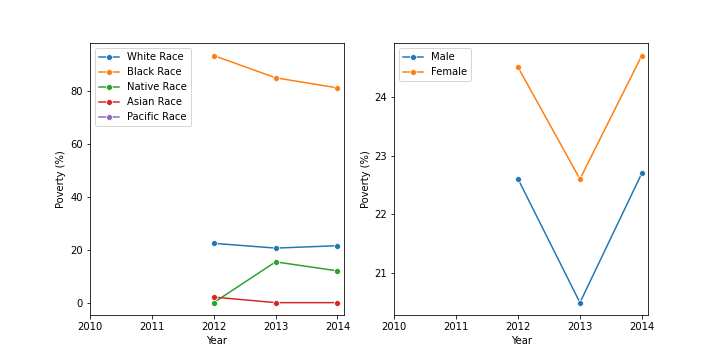 White Race
Black Race
Native Race
Asian Race
Pacific Race
80
60
40
20
0
Poverty (%)
2010 2011 2012 2013 2014
Year
Male
Female
24
23
22
21
Poverty (%)
2010 2011 2012 2013 2014
Year